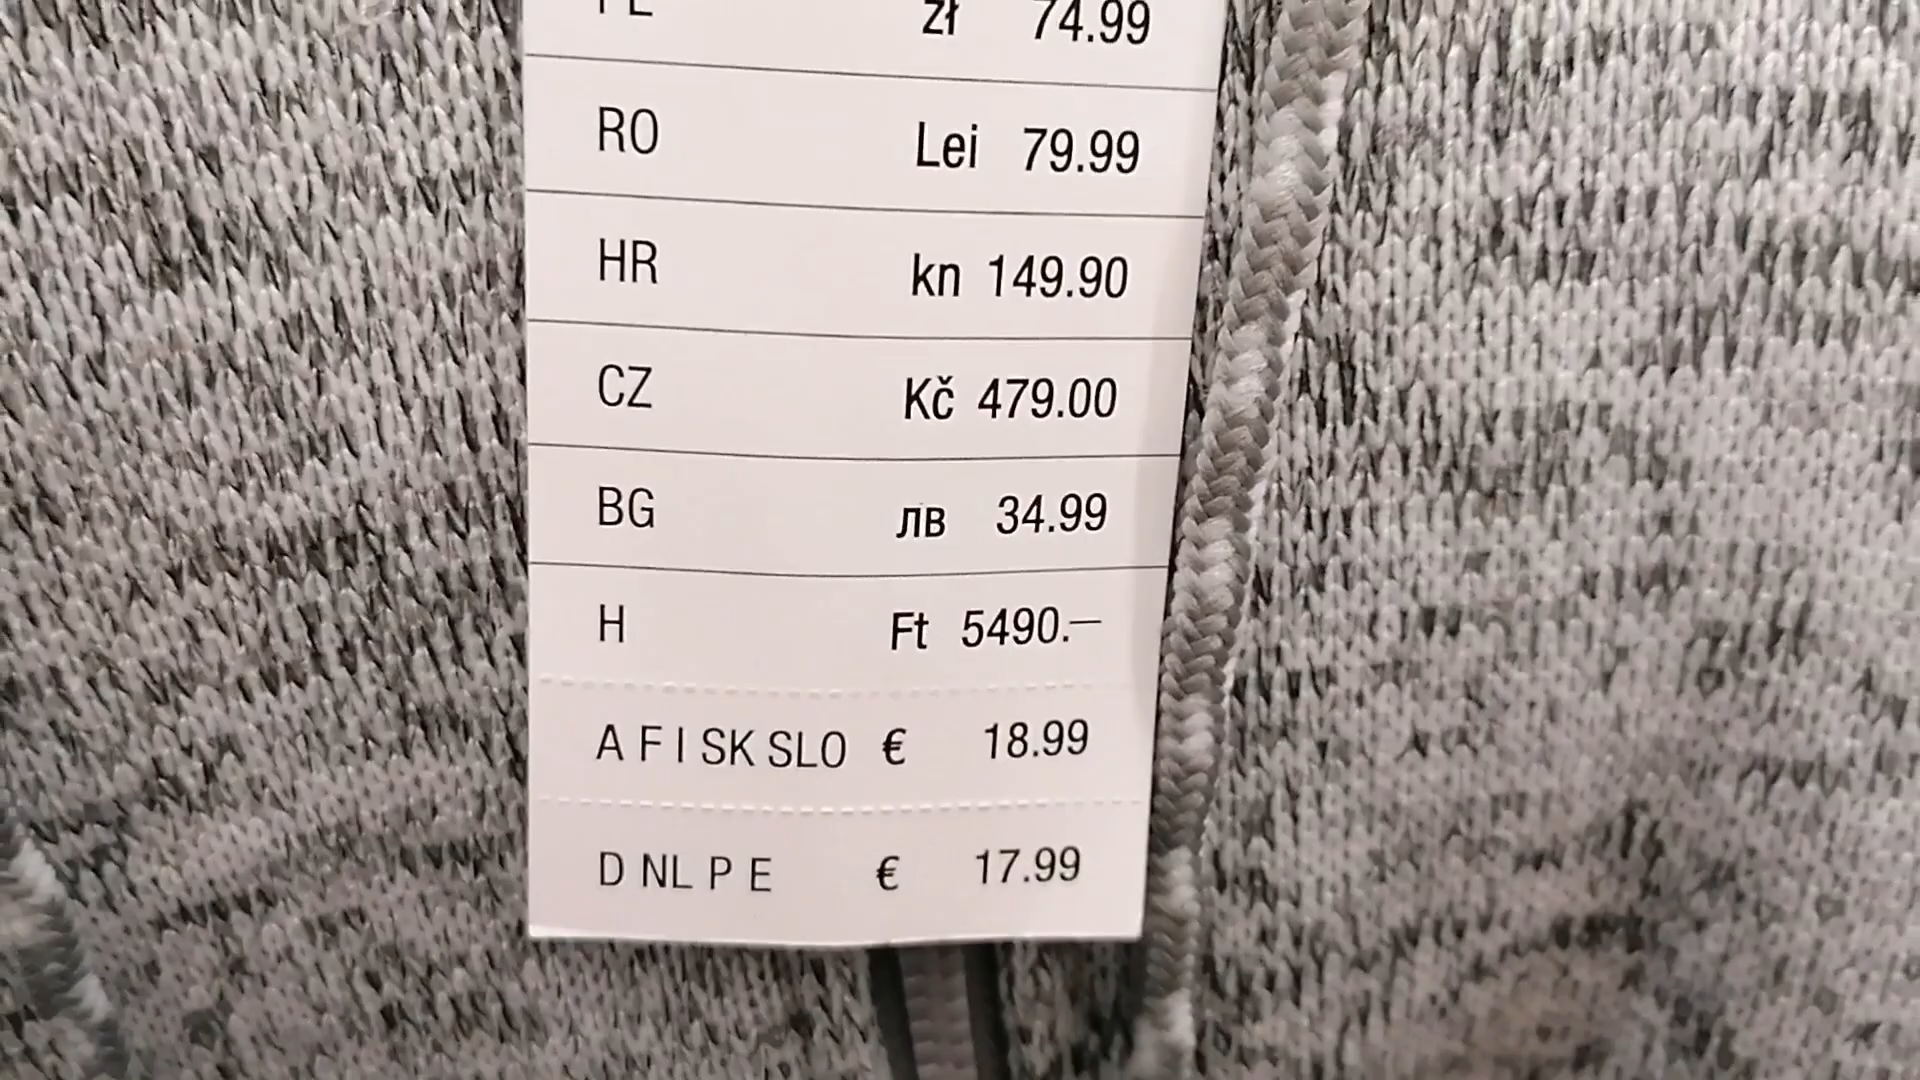 PL zł 74.99
RO Lei 79.99
HR kn 149.90
CZ Kč 479.00
BG лв 34.99
H Ft 5490.—
A F I SK SLO € 18.99
D NL P E € 17.99